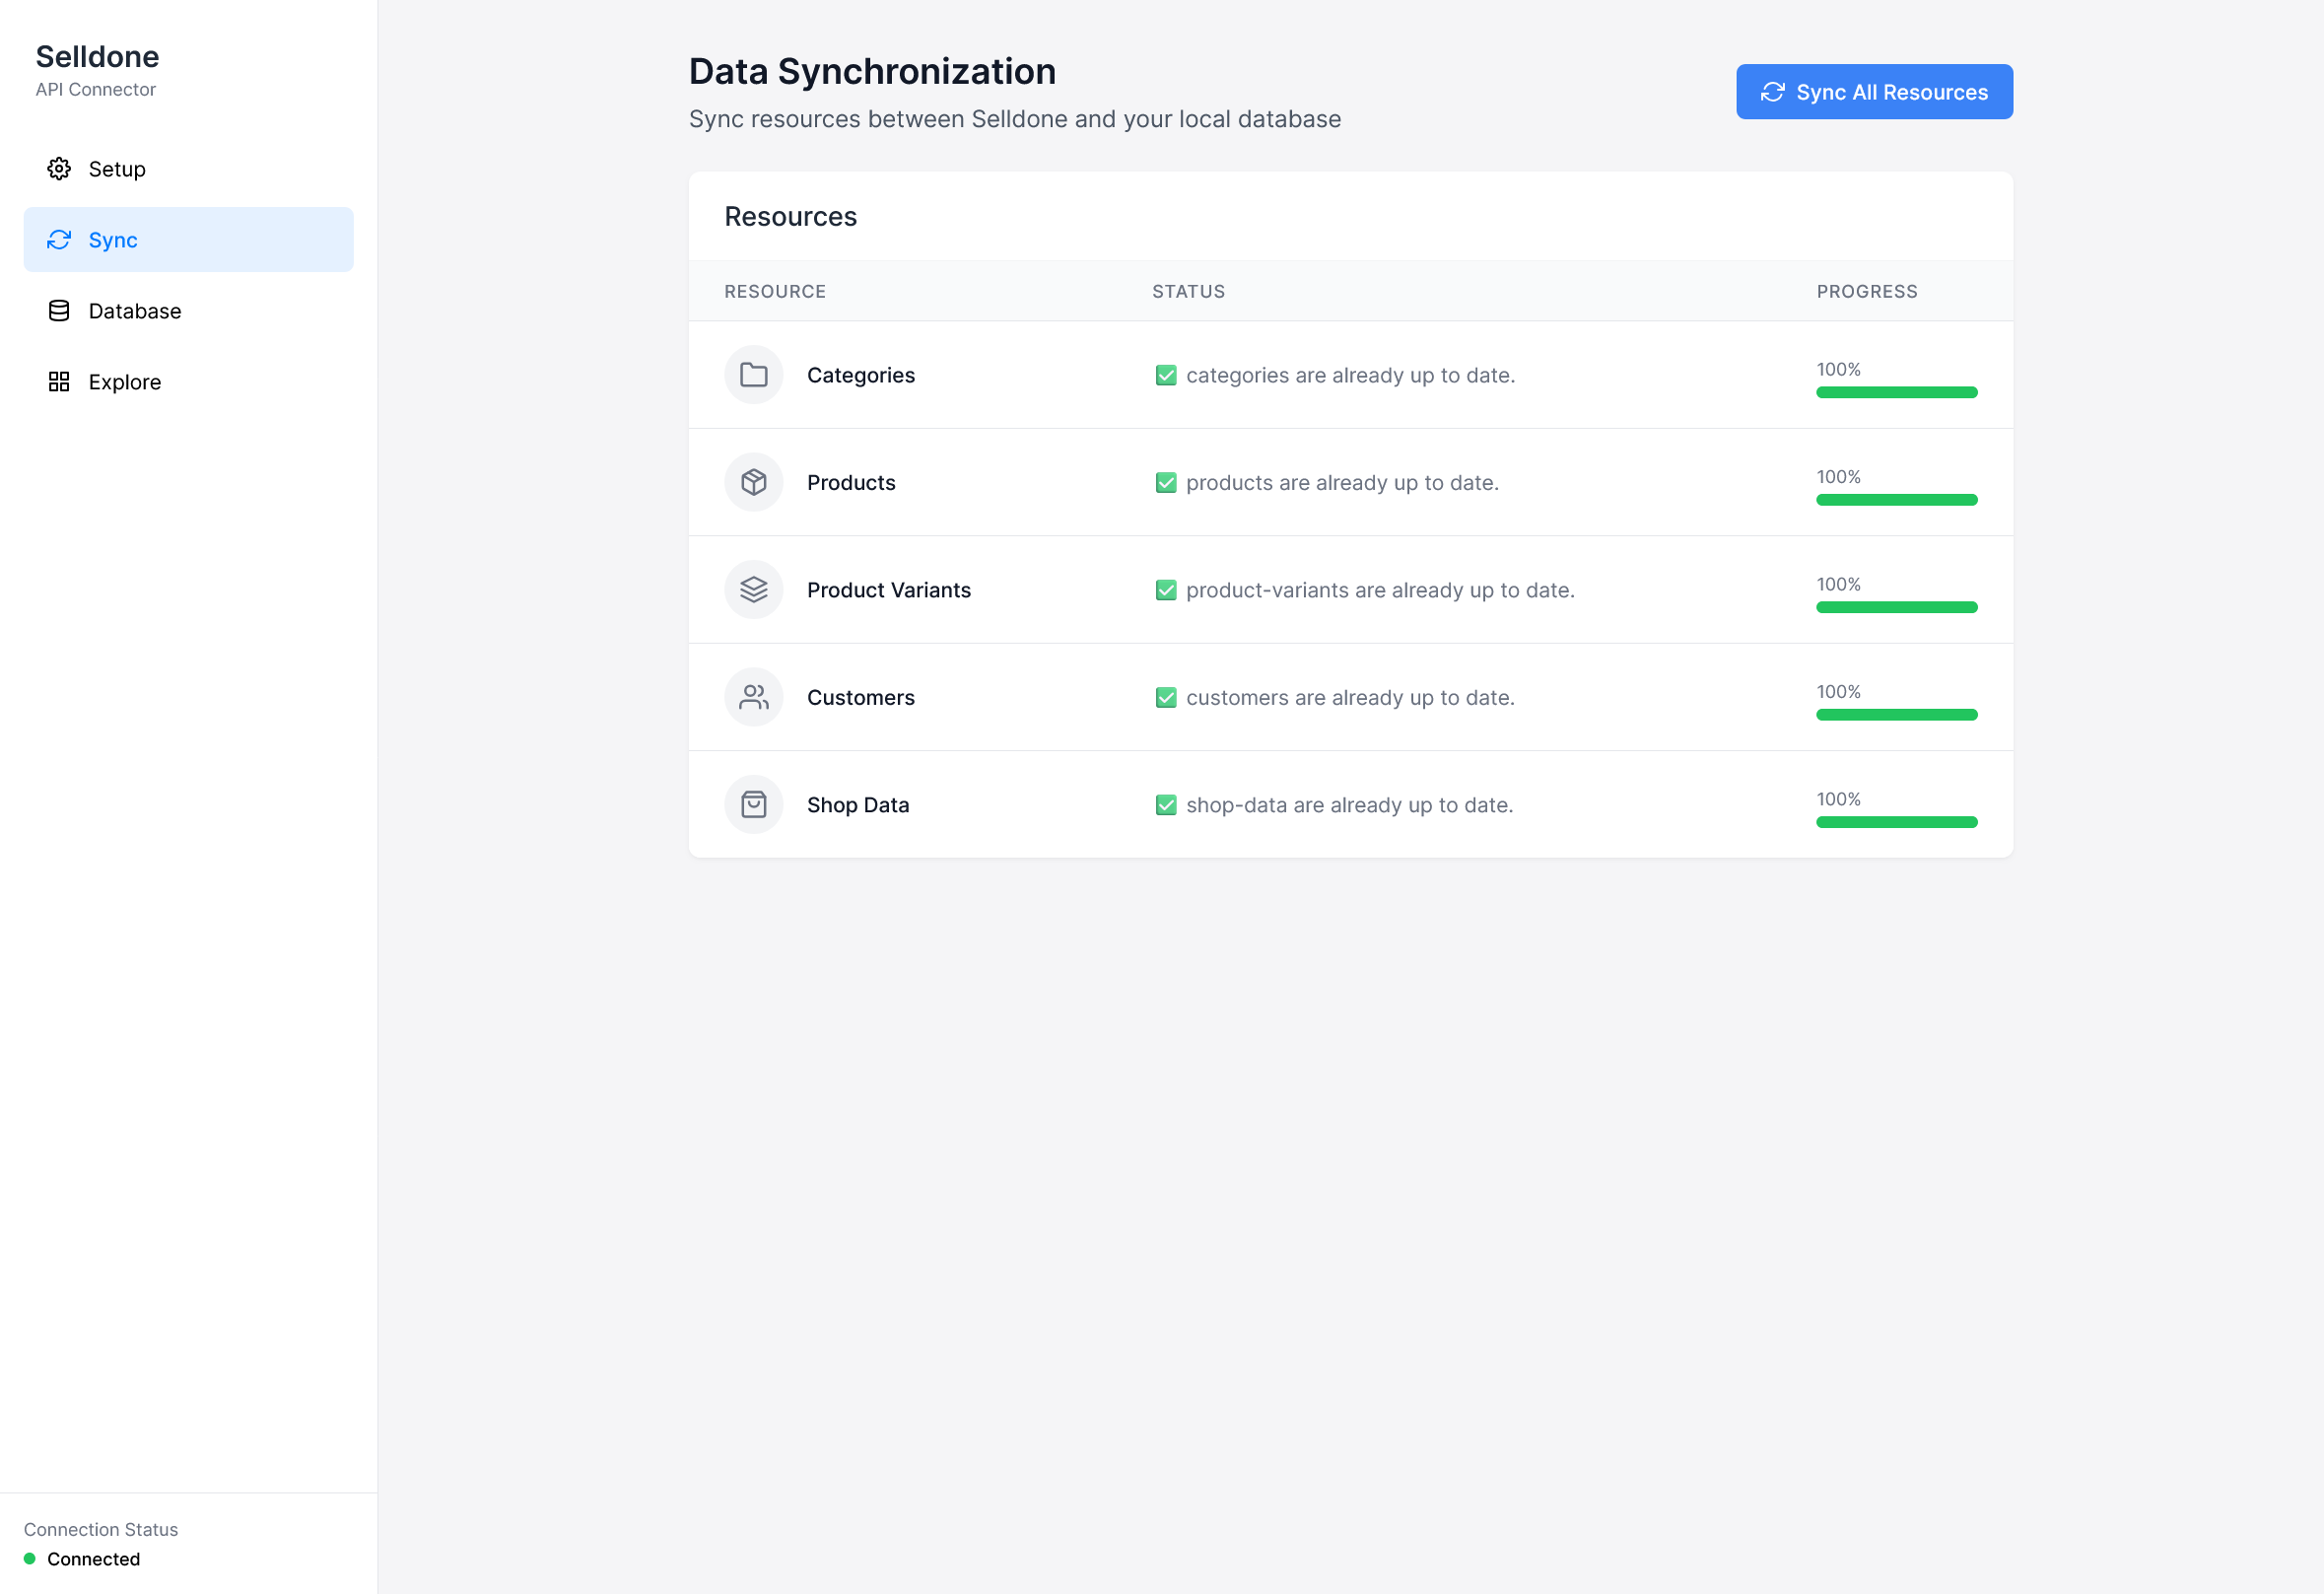 Selldone
API Connector
Setup
Sync
Database
Explore
Connection Status
Connected
Data Synchronization
Sync resources between Selldone and your local database
Sync All Resources
Resources
RESOURCE STATUS PROGRESS
Categories ✅ categories are already up to date. 100%
Products ✅ products are already up to date. 100%
Product Variants ✅ product-variants are already up to date. 100%
Customers ✅ customers are already up to date. 100%
Shop Data ✅ shop-data are already up to date. 100%